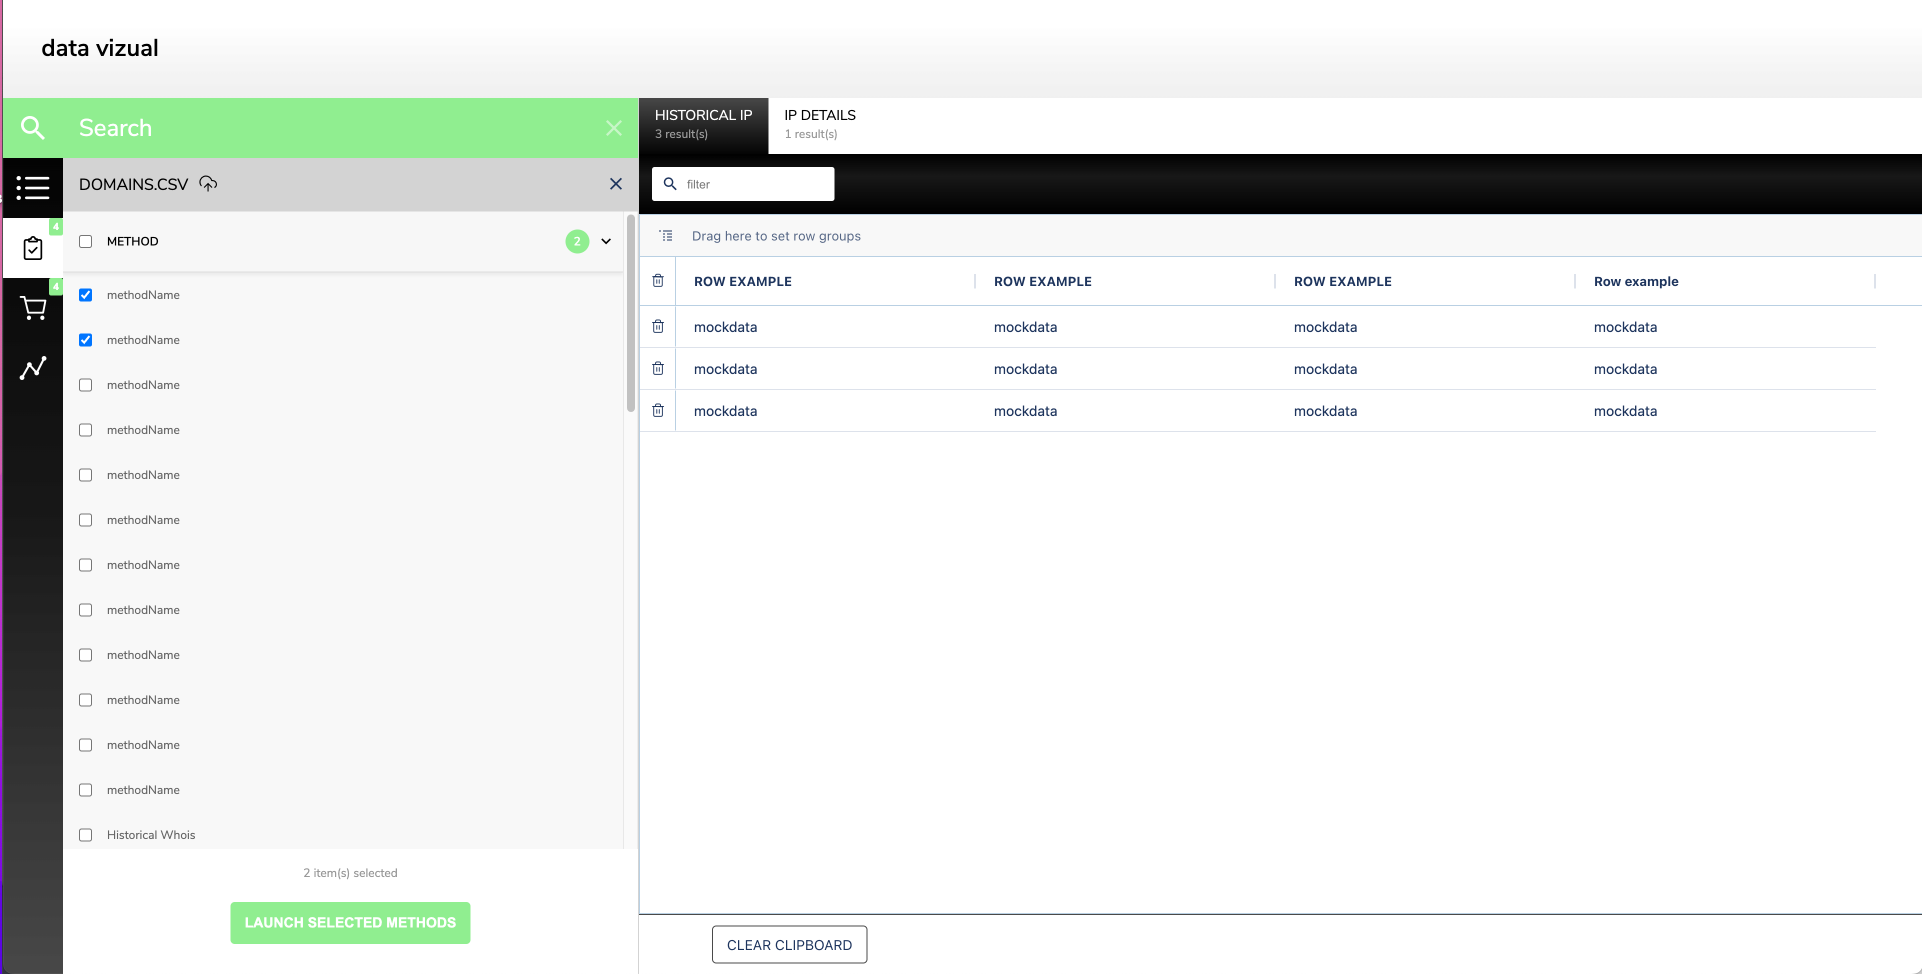 data vizual
Search
DOMAINS.CSV
4
METHOD 2
methodName
4
methodName
methodName
methodName
methodName
methodName
methodName
methodName
methodName
methodName
methodName
methodName
Historical Whois
2 item(s) selected
LAUNCH SELECTED METHODS
HISTORICAL IP
3 result(s)
IP DETAILS
1 result(s)
filter
Drag here to set row groups
ROW EXAMPLE ROW EXAMPLE ROW EXAMPLE Row example
mockdata mockdata mockdata mockdata
mockdata mockdata mockdata mockdata
mockdata mockdata mockdata mockdata
CLEAR CLIPBOARD